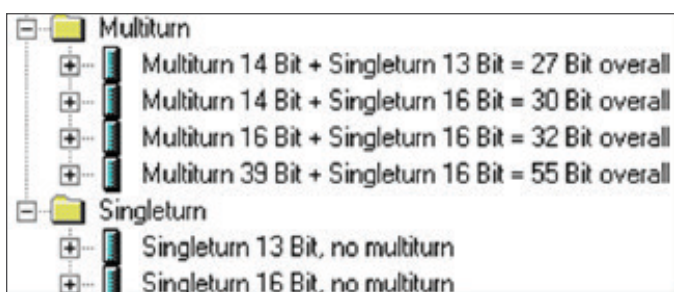 Multiturn
Multiturn 14 Bit + Singleturn 13 Bit = 27 Bit overall
Multiturn 14 Bit + Singleturn 16 Bit = 30 Bit overall
Multiturn 16 Bit + Singleturn 16 Bit = 32 Bit overall
Multiturn 39 Bit + Singleturn 16 Bit = 55 Bit overall
Singleturn
Singleturn 13 Bit, no multiturn
Singleturn 16 Bit, no multiturn